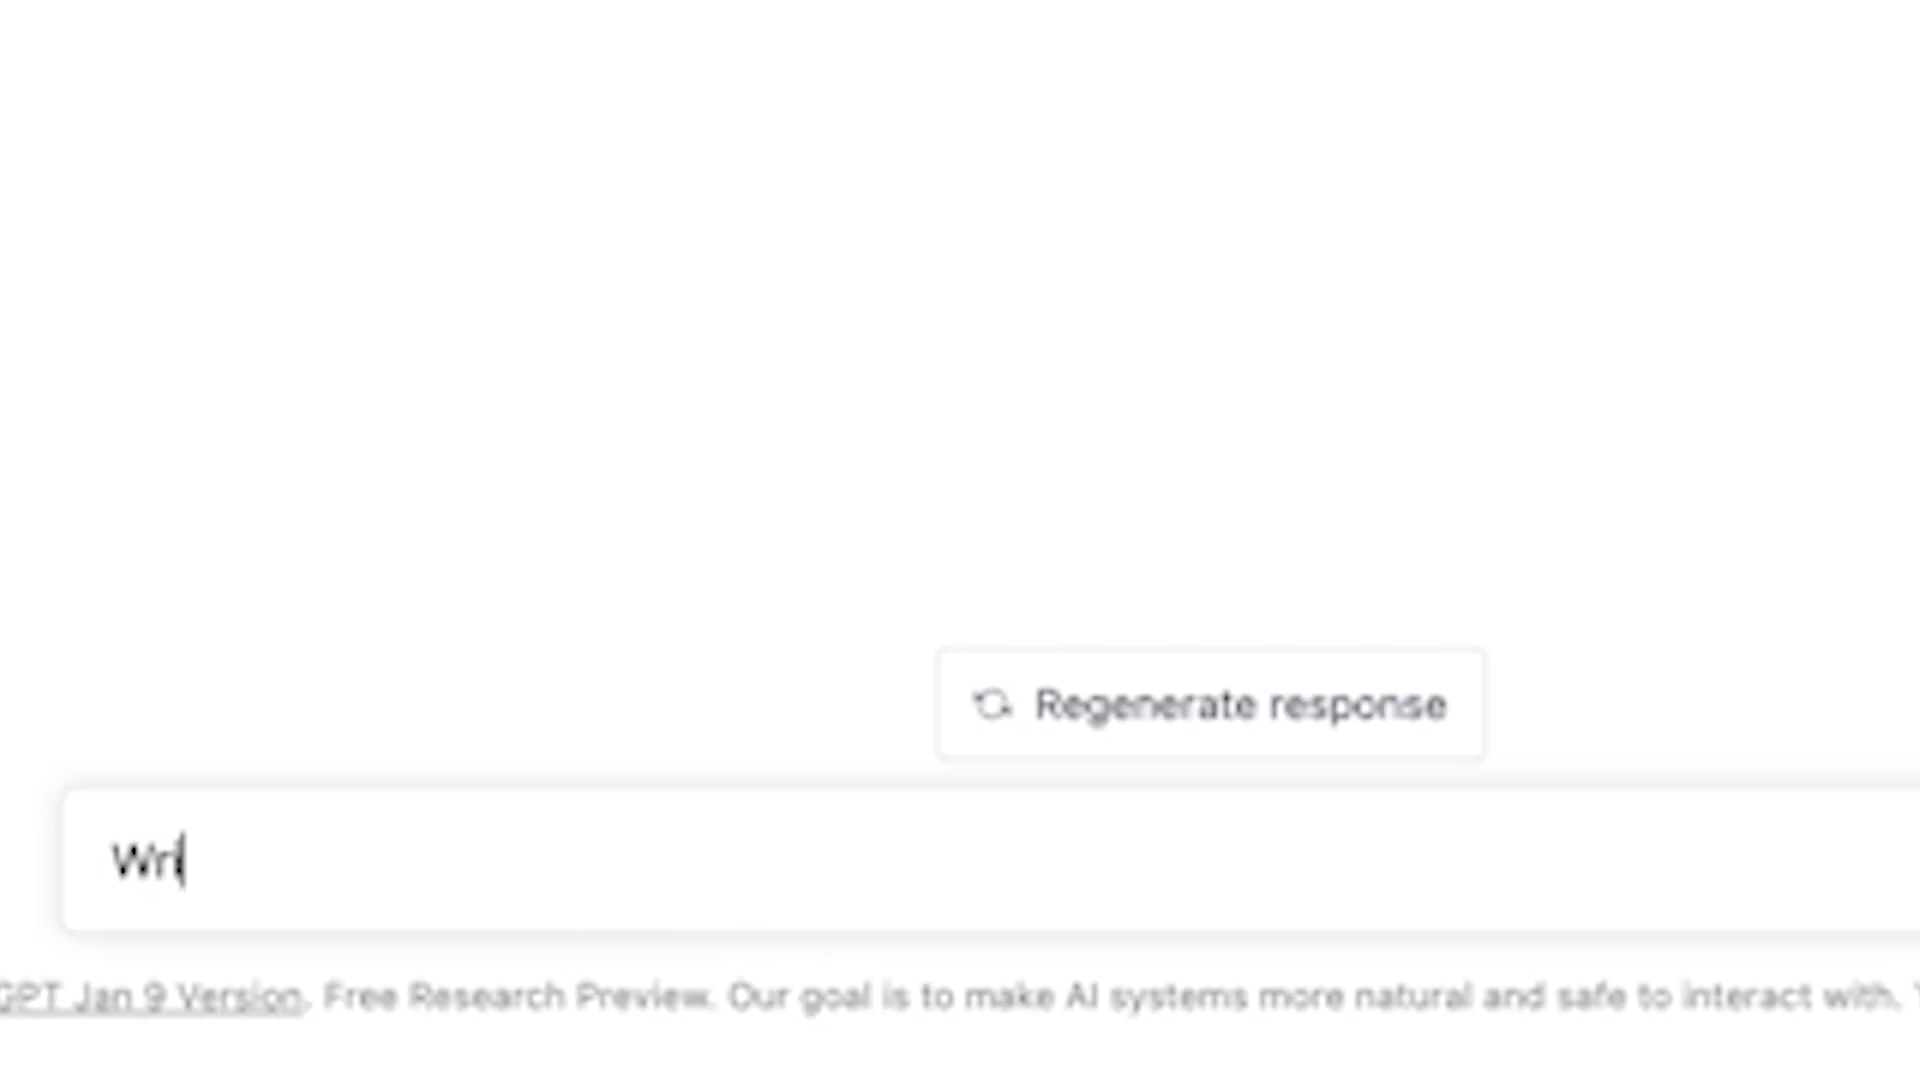 Regenerate response
Wri
GPT Jan 9 Version. Free Research Preview. Our goal is to make AI systems more natural and safe to interact with.